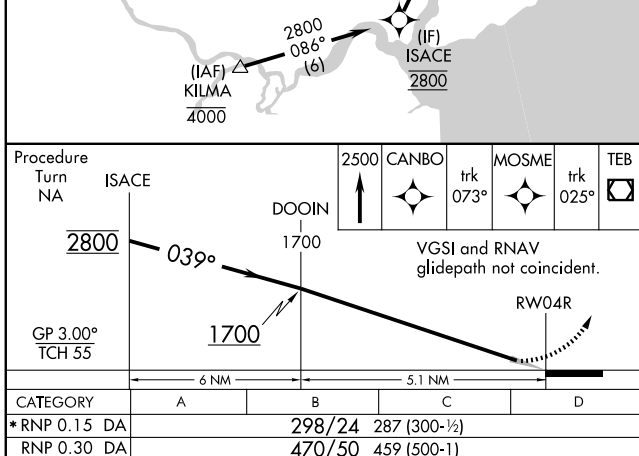 2800
086°
(6)
(IAF)
KILMA
4000
(IF)
ISACE
2800
Procedure
Turn
NA
ISACE
2500
CANBO
trk
073°
MOSME
trk
025°
TEB
DOOIN
1700
2800
039°
VGSI and RNAV
glidepath not coincident.
RW04R
1700
GP 3.00°
TCH 55
6 NM
5.1 NM
CATEGORY A B C D
* RNP 0.15 DA 298/24 287 (300-½)
RNP 0.30 DA 470/50 459 (500-1)